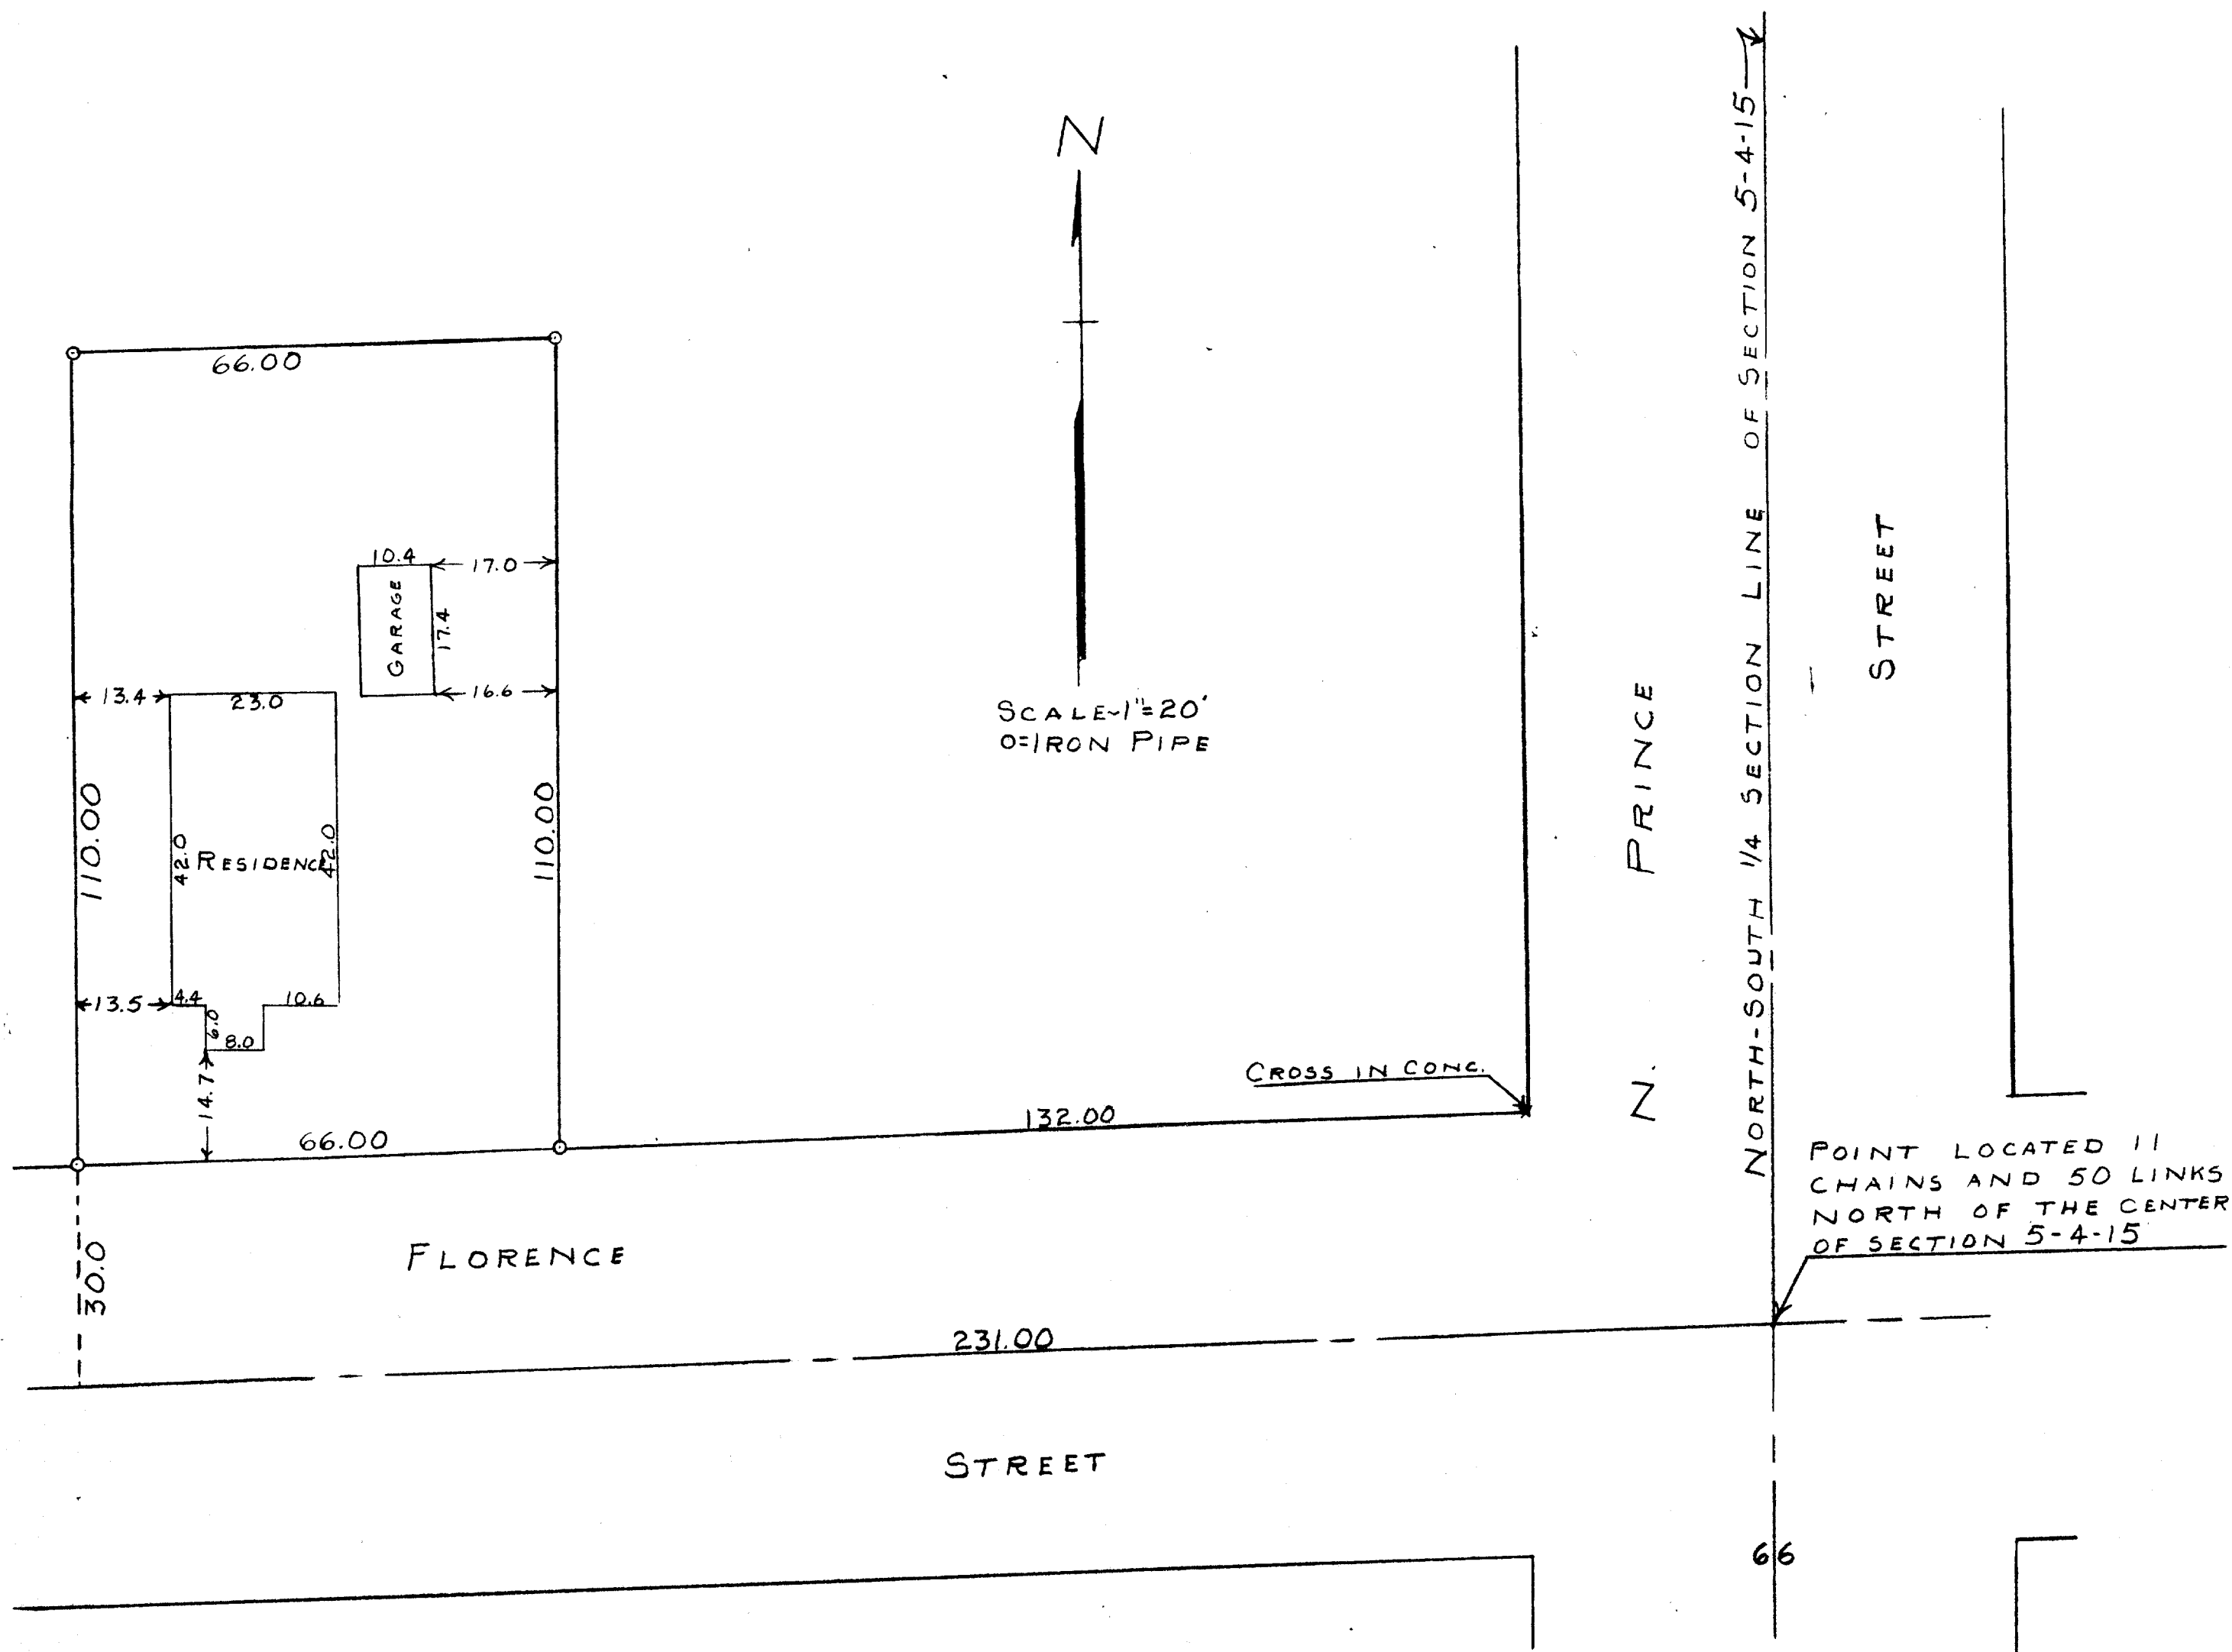 N
SCALE~1"=20'
O=IRON PIPE
66.00
10.4
17.0
GARAGE
17.4
16.6
13.4
23.0
110.00
42.0
RESIDENCE
42.0
110.00
13.5
4.4
10.6
6.0
8.0
14.7
66.00
132.00
CROSS IN CONC.
N. PRINCE
STREET
NORTH-SOUTH 1/4 SECTION LINE OF SECTION 5-4-15
POINT LOCATED 11
CHAINS AND 50 LINKS
NORTH OF THE CENTER
OF SECTION 5-4-15
30.0
FLORENCE
231.00
STREET
66